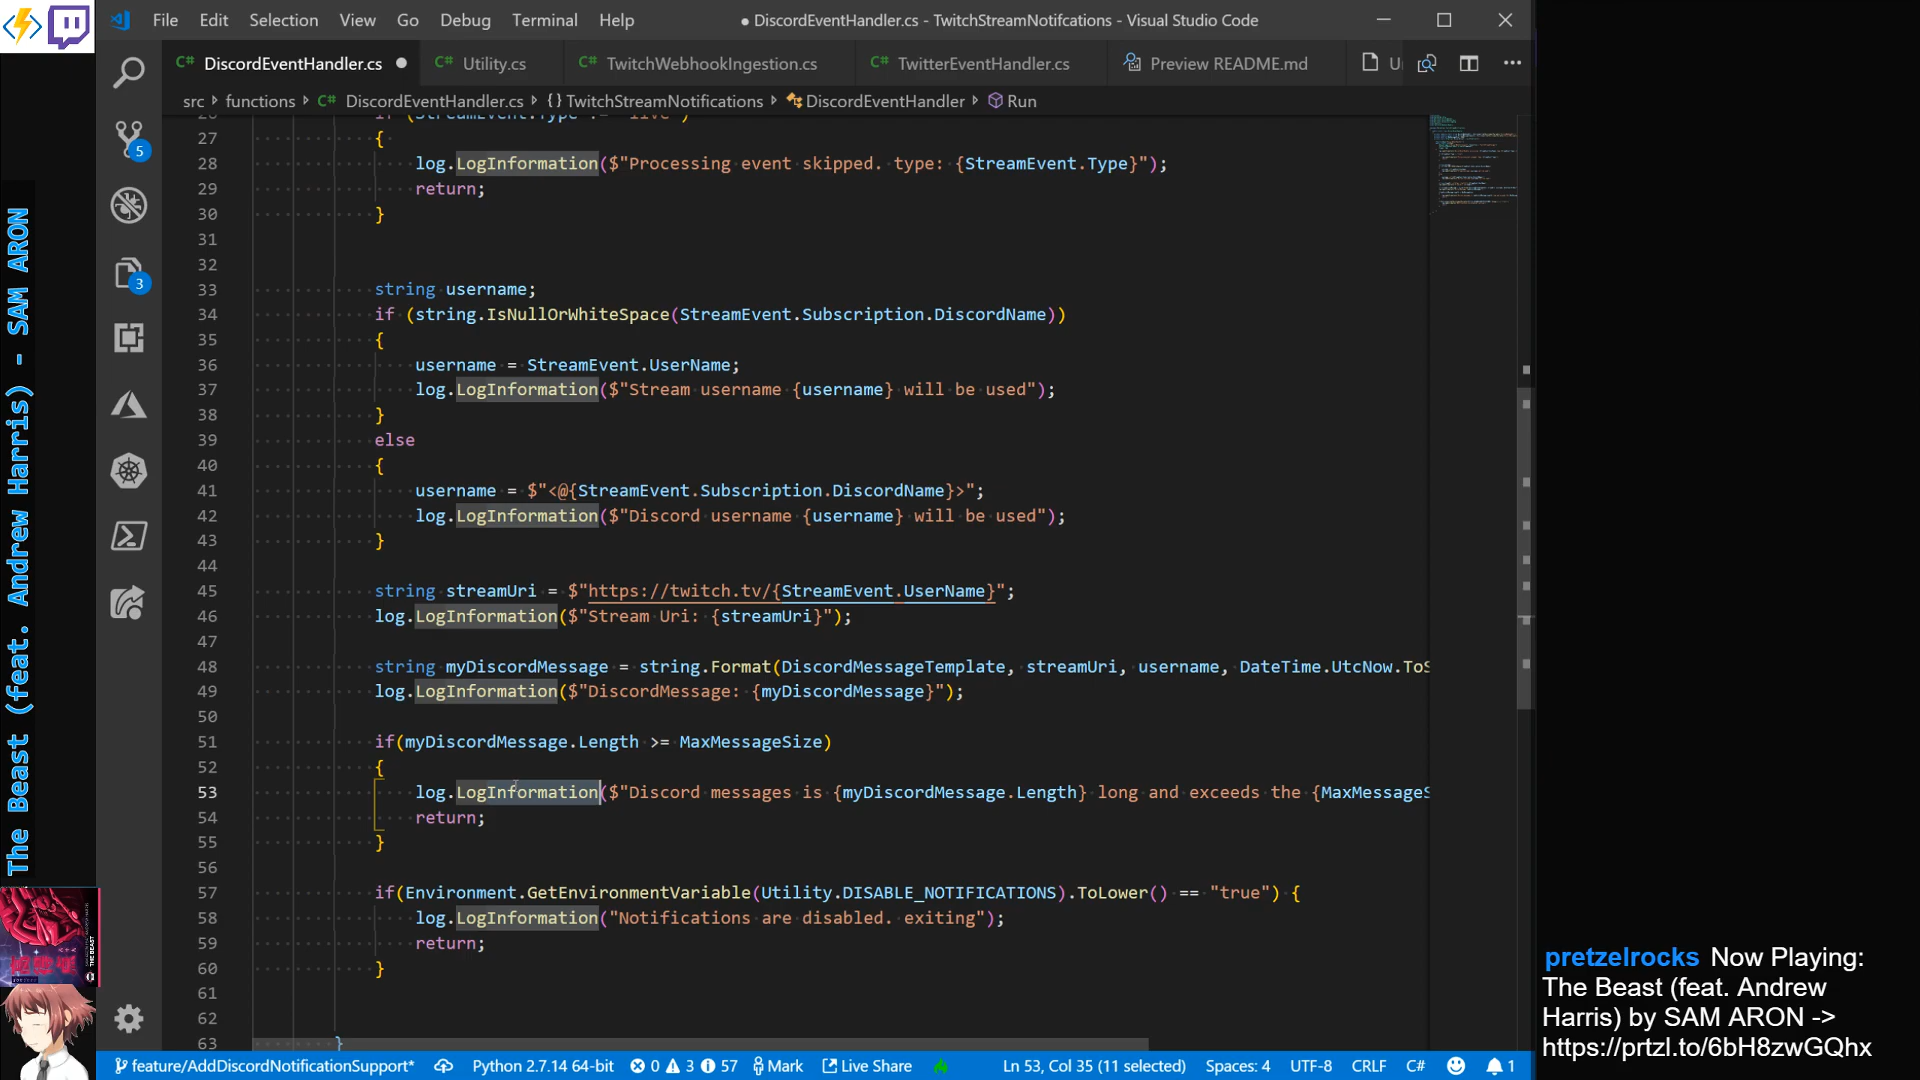 File Edit Selection View Go Debug Terminal Help
● DiscordEventHandler.cs - TwitchStreamNotifcations - Visual Studio Code
C# DiscordEventHandler.cs ● C# Utility.cs C# TwitchWebhookIngestion.cs C# TwitterEventHandler.cs Preview README.md U
src > functions > C# DiscordEventHandler.cs > {} TwitchStreamNotifications > DiscordEventHandler > Run
26 if (StreamEvent.Type != "live")
27 {
28 log.LogInformation($"Processing event skipped. type: {StreamEvent.Type}");
29 return;
30 }
31
32
33 string username;
34 if (string.IsNullOrWhiteSpace(StreamEvent.Subscription.DiscordName))
35 {
36 username = StreamEvent.UserName;
37 log.LogInformation($"Stream username {username} will be used");
38 }
39 else
40 {
41 username = $"<@{StreamEvent.Subscription.DiscordName}>";
42 log.LogInformation($"Discord username {username} will be used");
43 }
44
45 string streamUri = $"https://twitch.tv/{StreamEvent.UserName}";
46 log.LogInformation($"Stream Uri: {streamUri}");
47
48 string myDiscordMessage = string.Format(DiscordMessageTemplate, streamUri, username, DateTime.UtcNow.ToS
49 log.LogInformation($"DiscordMessage: {myDiscordMessage}");
50
51 if(myDiscordMessage.Length >= MaxMessageSize)
52 {
53 log.LogInformation($"Discord messages is {myDiscordMessage.Length} long and exceeds the {MaxMessageS
54 return;
55 }
56
57 if(Environment.GetEnvironmentVariable(Utility.DISABLE_NOTIFICATIONS).ToLower() == "true") {
58 log.LogInformation("Notifications are disabled. exiting");
59 return;
60 }
61
62
63 }
5
3
feature/AddDiscordNotificationSupport* Python 2.7.14 64-bit 0 3 57 Mark Live Share Ln 53, Col 35 (11 selected) Spaces: 4 UTF-8 CRLF C# 1
The Beast (feat. Andrew Harris) - SAM ARON
pretzelrocks Now Playing:
The Beast (feat. Andrew
Harris) by SAM ARON ->
https://prtzl.to/6bH8zwGQhx